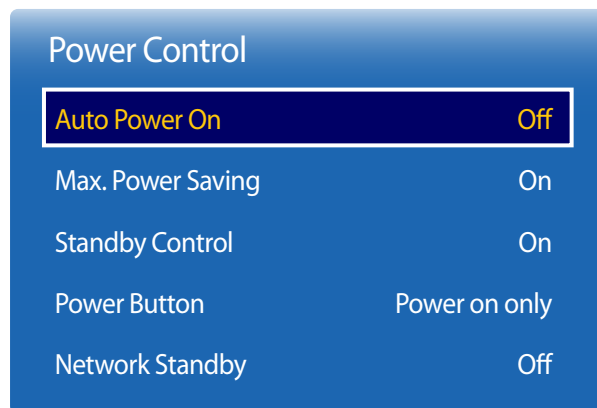 Power Control
Auto Power On Off
Max. Power Saving On
Standby Control On
Power Button Power on only
Network Standby Off